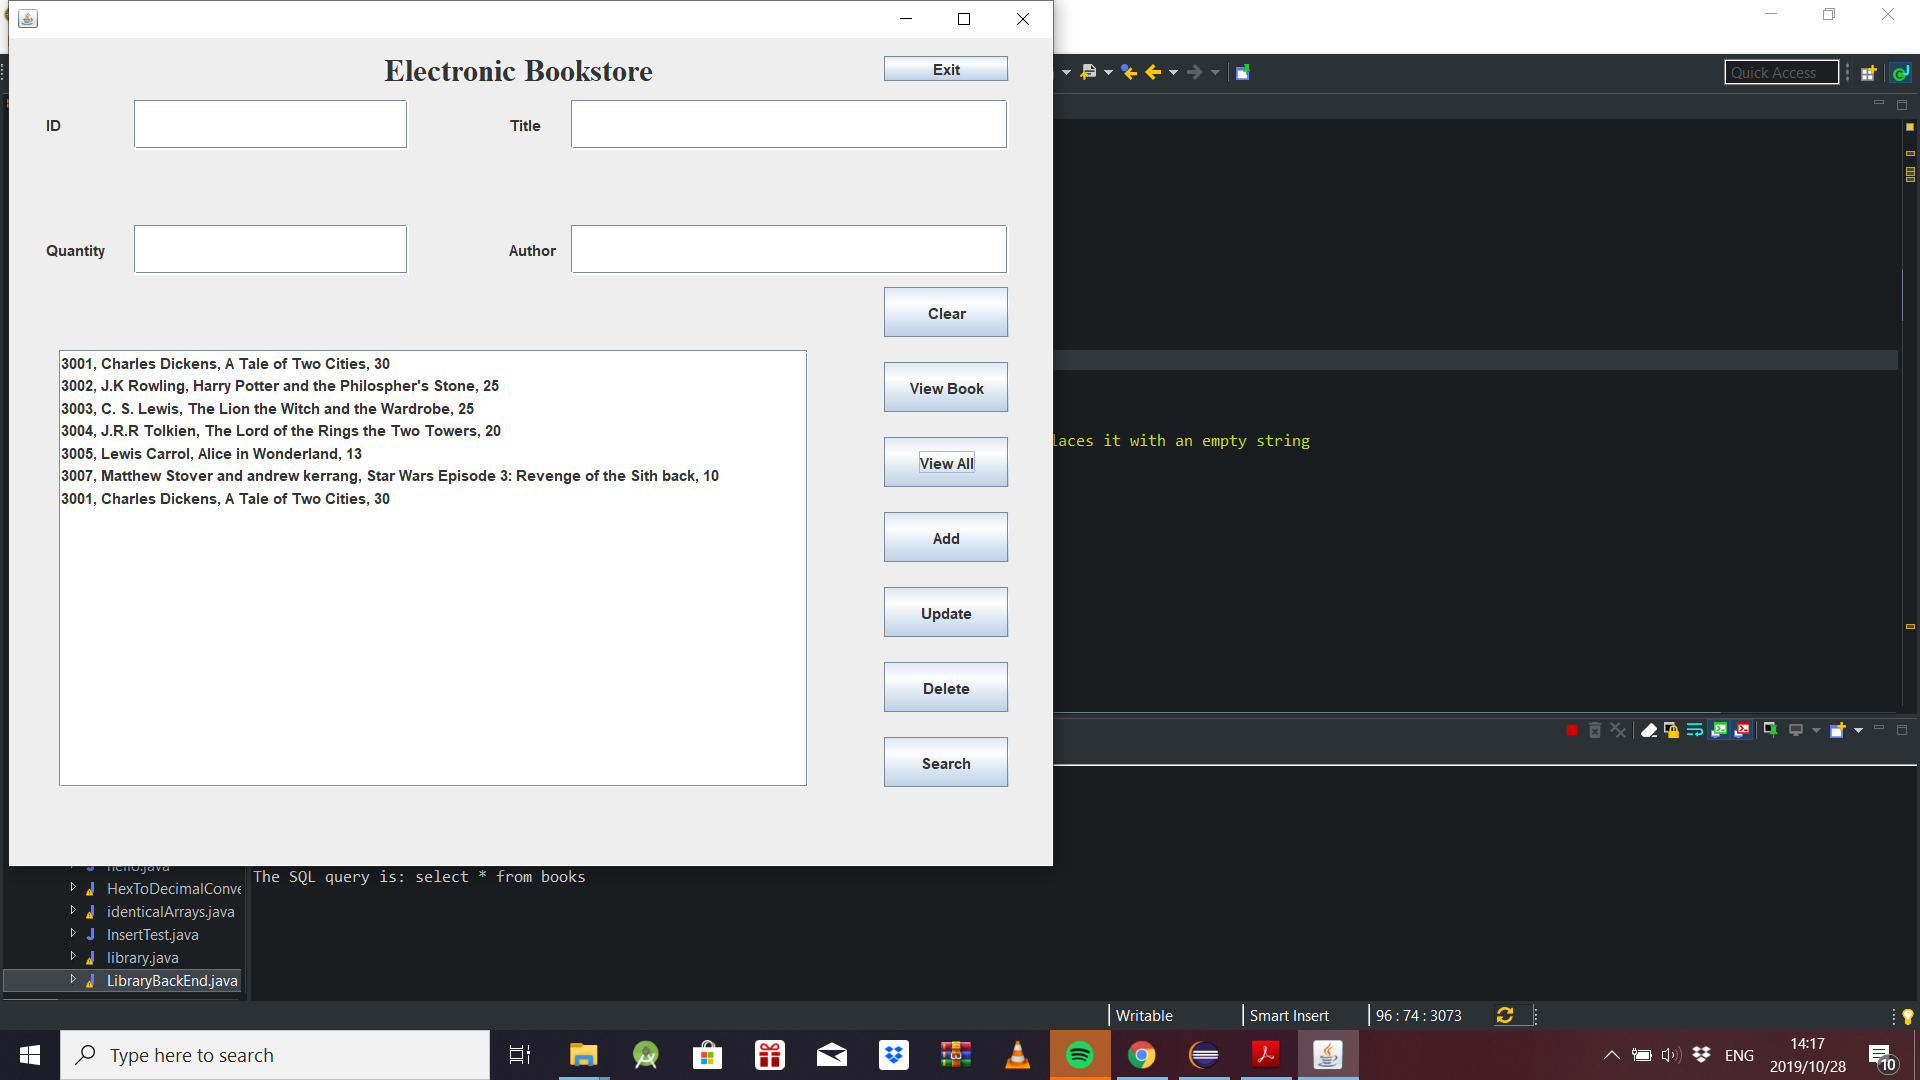 Electronic Bookstore
Exit
ID
Title
Quantity
Author
Clear
View Book
View All
Add
Update
Delete
Search
3001, Charles Dickens, A Tale of Two Cities, 30
3002, J.K Rowling, Harry Potter and the Philospher's Stone, 25
3003, C. S. Lewis, The Lion the Witch and the Wardrobe, 25
3004, J.R.R Tolkien, The Lord of the Rings the Two Towers, 20
3005, Lewis Carrol, Alice in Wonderland, 13
3007, Matthew Stover and andrew kerrang, Star Wars Episode 3: Revenge of the Sith back, 10
3001, Charles Dickens, A Tale of Two Cities, 30
Quick Access
laces it with an empty string
The SQL query is: select * from books
hello.java
HexToDecimalConve
identicalArrays.java
InsertTest.java
library.java
LibraryBackEnd.java
Writable
Smart Insert
96 : 74 : 3073
Type here to search
ENG
14:17
2019/10/28
10